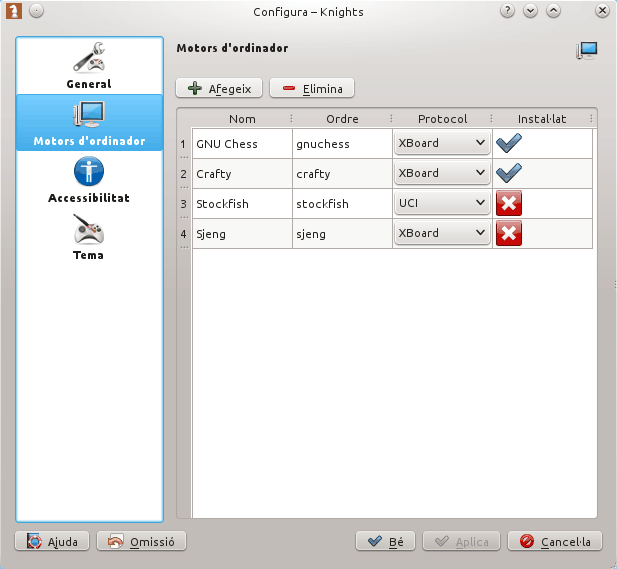 Configura – Knights
General
Motors d'ordinador
Accessibilitat
Tema
Motors d'ordinador
Afegeix Elimina
Nom Ordre Protocol Instal·lat
1 GNU Chess gnuchess XBoard
2 Crafty crafty XBoard
3 Stockfish stockfish UCI
4 Sjeng sjeng XBoard
Ajuda Omissió Bé Aplica Cancel·la